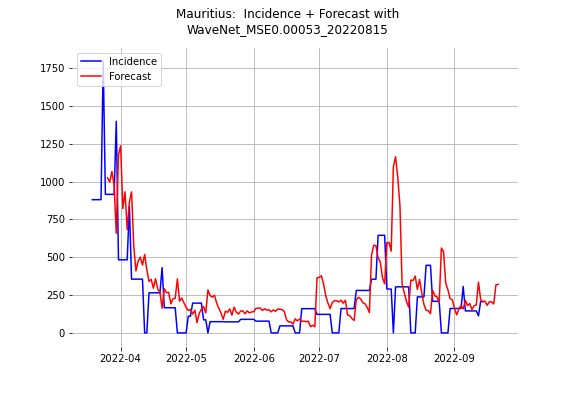 Mauritius:  Incidence + Forecast with
WaveNet_MSE0.00053_20220815
Incidence
Forecast
1750
1500
1250
1000
750
500
250
0
2022-04 2022-05 2022-06 2022-07 2022-08 2022-09